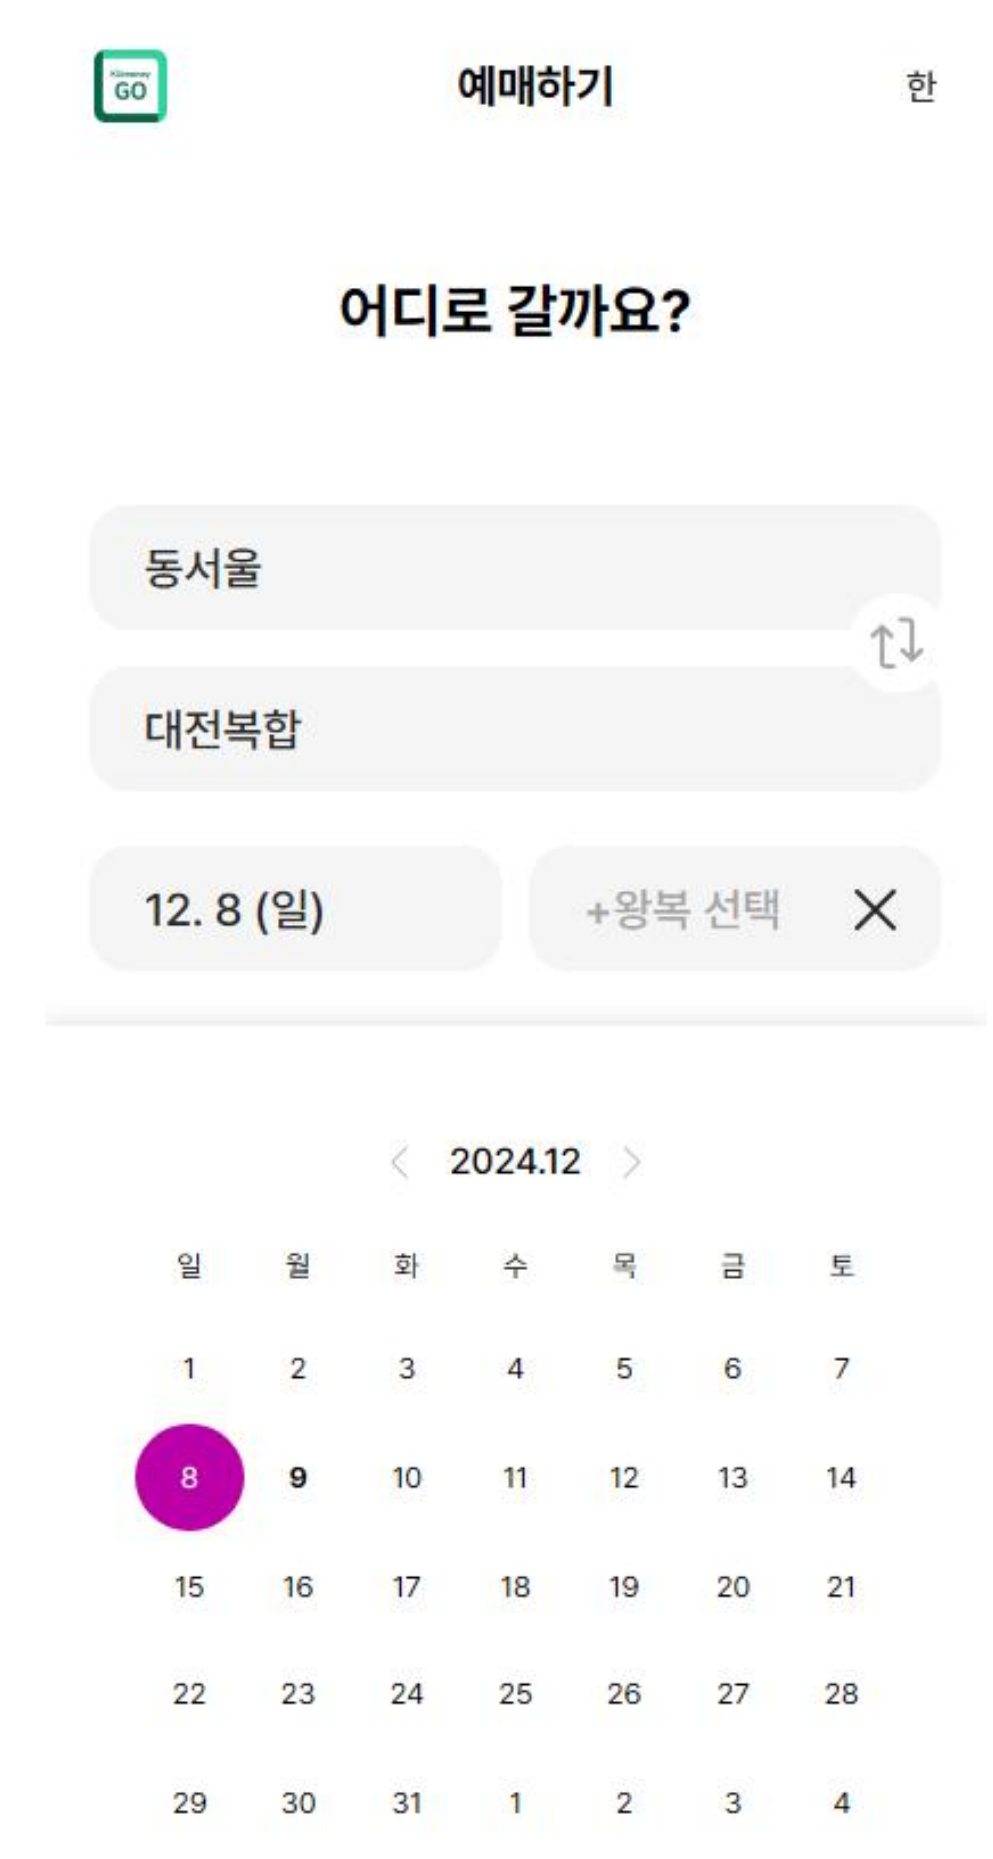 GO
예매하기
한
어디로 갈까요?
동서울
대전복합
12. 8 (일)
+왕복 선택
2024.12
일 월 화 수 목 금 토
1 2 3 4 5 6 7
8 9 10 11 12 13 14
15 16 17 18 19 20 21
22 23 24 25 26 27 28
29 30 31 1 2 3 4